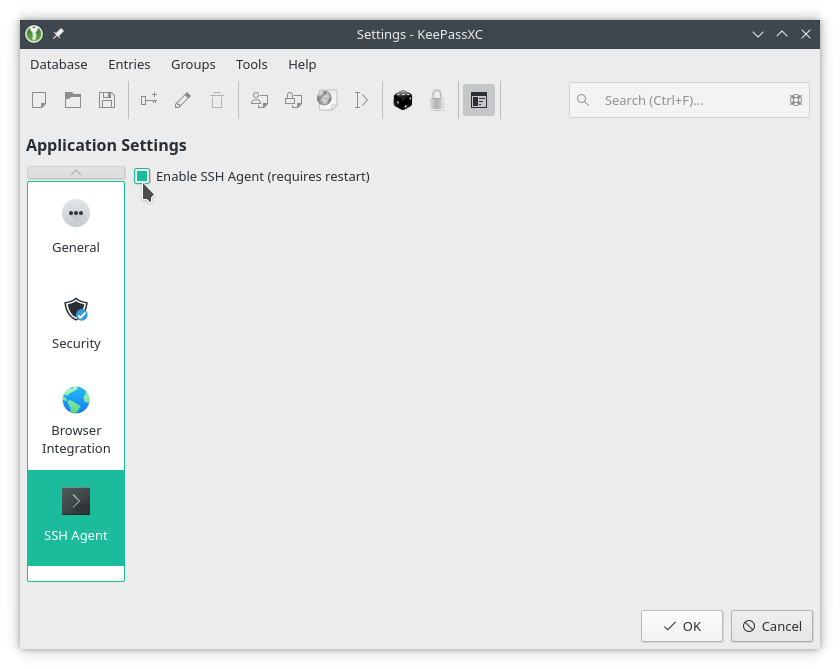 Settings - KeePassXC
Database Entries Groups Tools Help
Search (Ctrl+F)...
Application Settings
Enable SSH Agent (requires restart)
General
Security
Browser
Integration
SSH Agent
OK Cancel